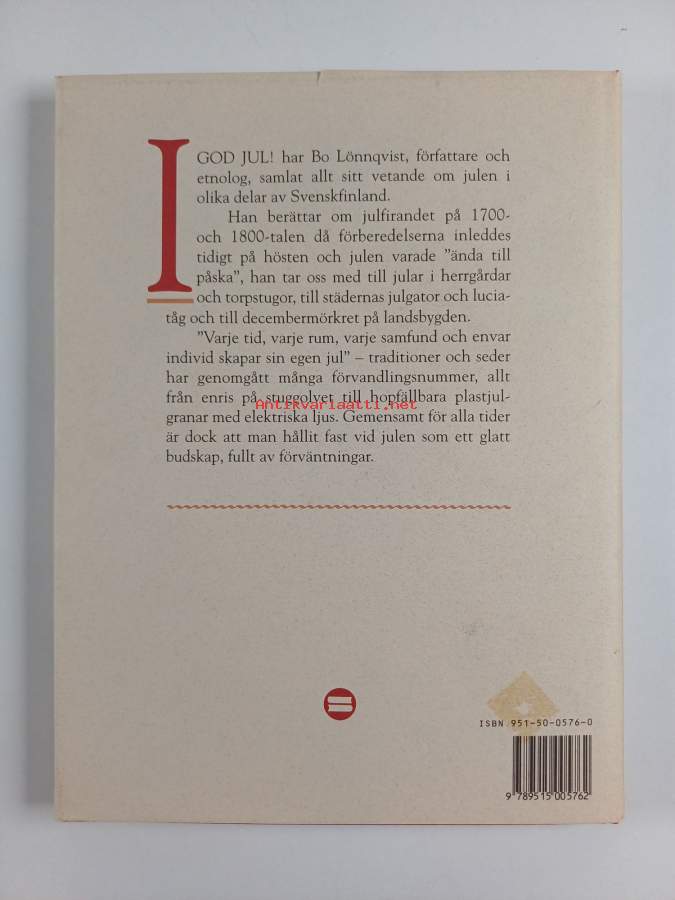 I GOD JUL! har Bo Lönnqvist, författare och
etnolog, samlat allt sitt vetande om julen i
olika delar av Svenskfinland.
Han berättar om julfirandet på 1700-
och 1800-talen då förberedelserna inleddes
tidigt på hösten och julen varade ”ända till
påska”, han tar oss med till jular i herrgårdar
och torpstugor, till städernas julgator och lucia-
tåg och till decembermörkret på landsbygden.
”Varje tid, varje rum, varje samfund och envar
individ skapar sin egen jul” – traditioner och seder
har genomgått många förvandlingsnummer, allt
från enris på stuggolvet till hopfällbara plastjul-
Antikvariaatti.net
granar med elektriska ljus. Gemensamt för alla tider
är dock att man hållit fast vid julen som ett glatt
budskap, fullt av förväntningar.
ISBN 951-50-0576-0
9 789515 005762